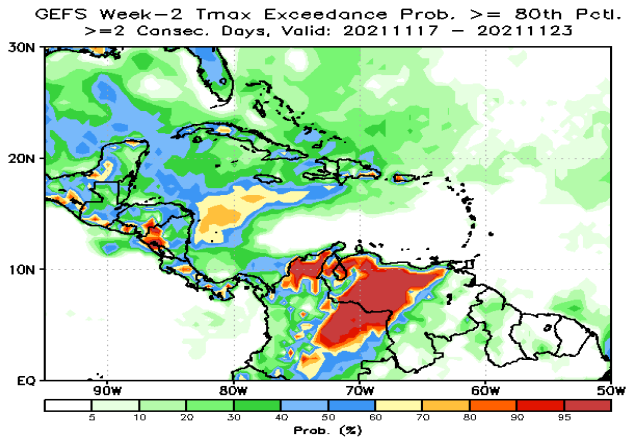 GEFS Week-2 Tmax Exceedance Prob. >= 80th Pctl.
>=2 Consec. Days, Valid: 20211117 - 20211123
30N
20N
10N
EQ
90W 80W 70W 60W 50W
5 10 20 30 40 50 60 70 80 90 95
Prob. (%)